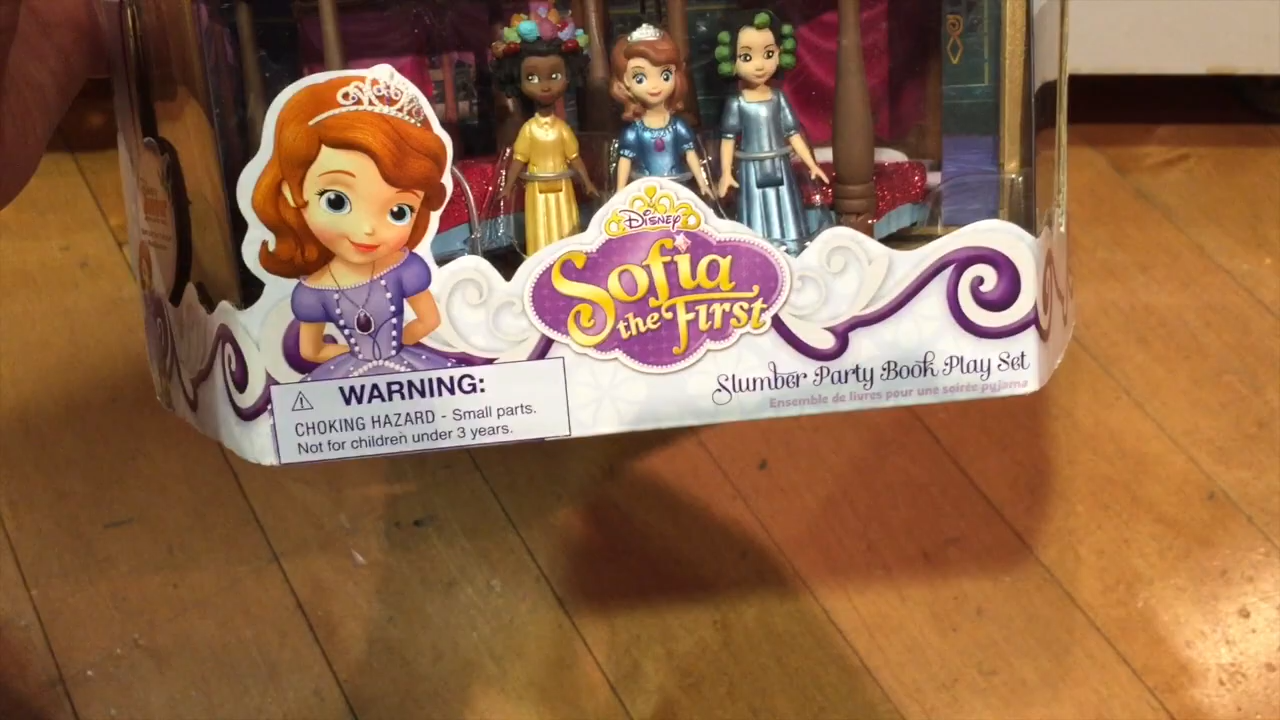 Disney
Sofia
the First
Slumber Party Book Play Set
Ensemble de livres pour une soirée pyjama
WARNING:
CHOKING HAZARD - Small parts.
Not for children under 3 years.